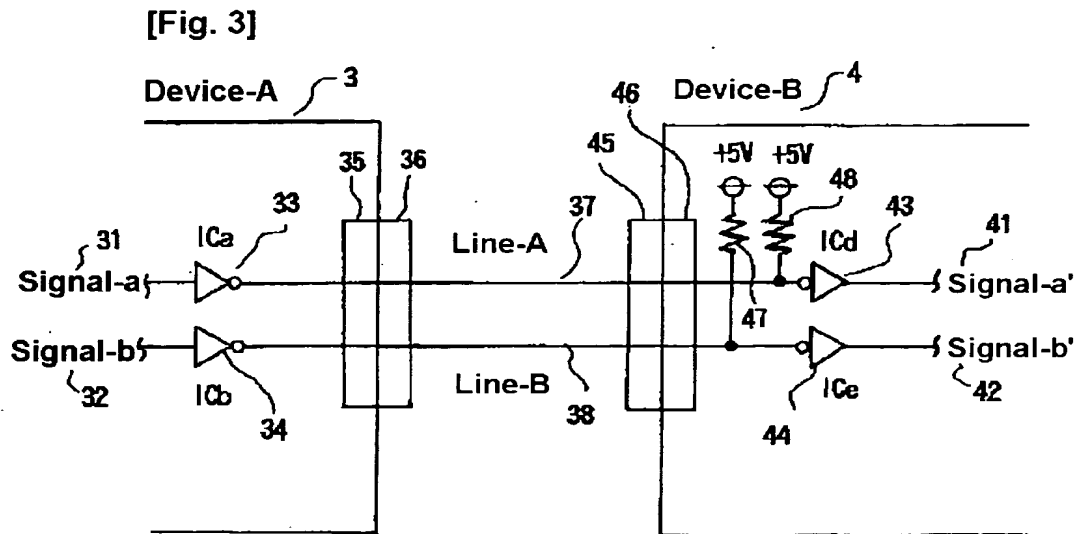 [Fig. 3]
Device-A
3
Device-B
4
46
45
+5V
+5V
48
35
36
37
33
ICa
Line-A
ICd
43
41
31
Signal-a
Signal-a'
47
Signal-b
Signal-b'
32
ICb
34
Line-B
38
ICe
44
42